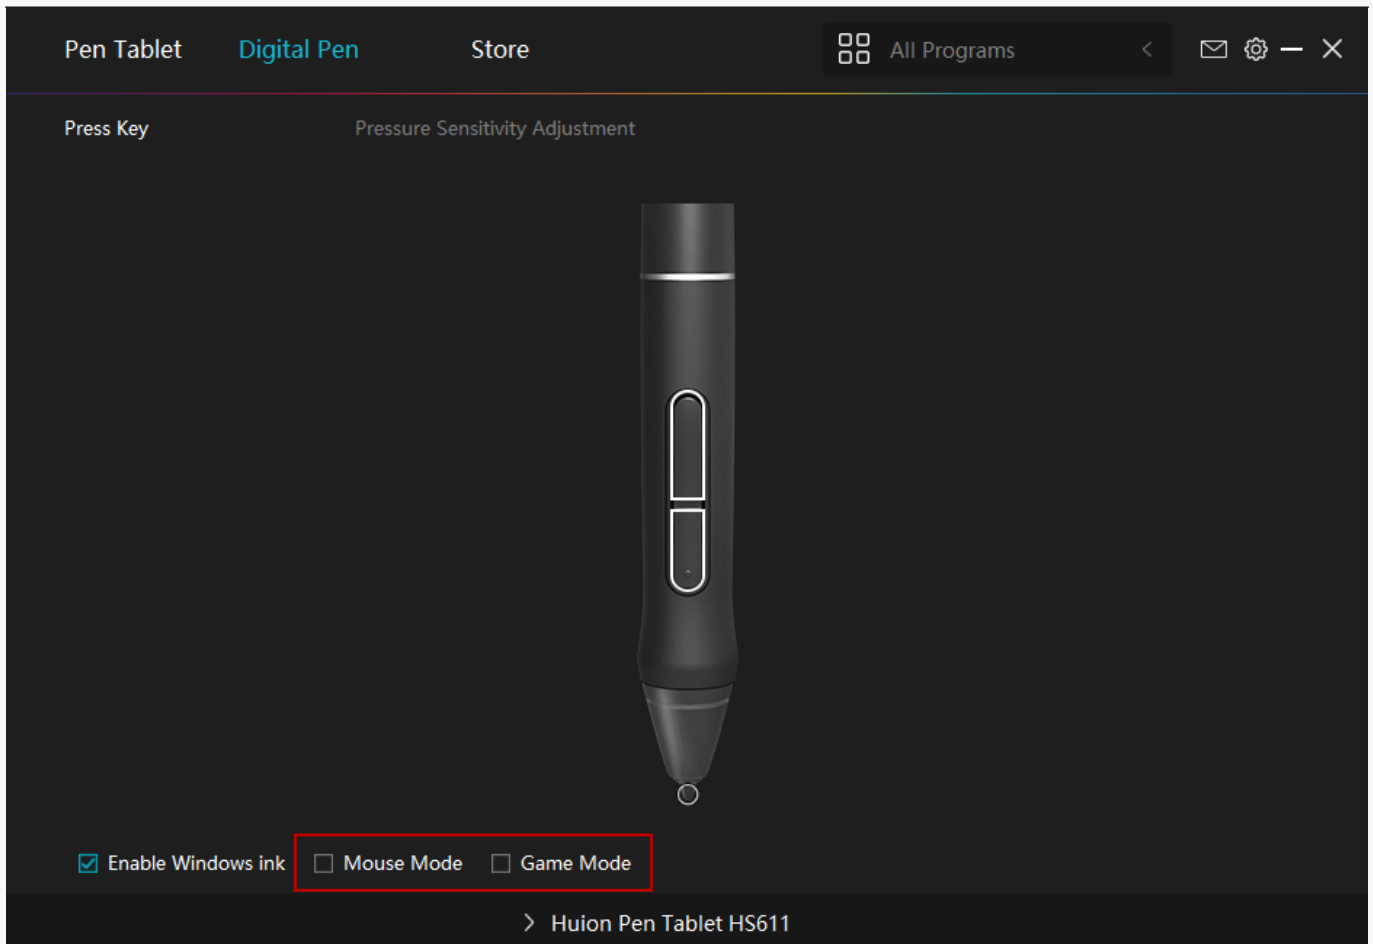 Pen Tablet Digital Pen Store All Programs
Press Key Pressure Sensitivity Adjustment
Enable Windows ink Mouse Mode Game Mode
Huion Pen Tablet HS611